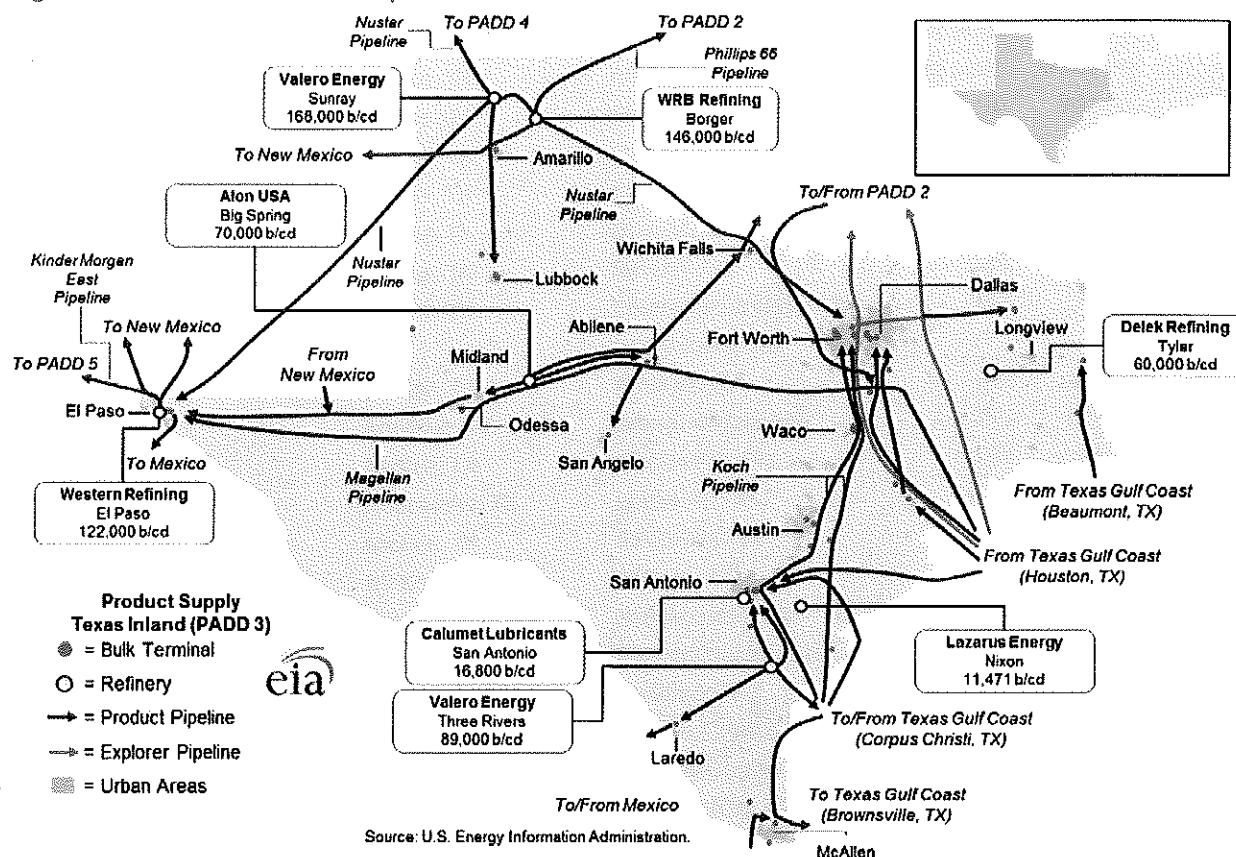 Nustar
Pipeline
To PADD 4
To PADD 2
Phillips 66
Pipeline
Valero Energy
Sunray
168,000 b/cd
WRB Refining
Borger
146,000 b/cd
To New Mexico
Amarillo
Alon USA
Big Spring
70,000 b/cd
Nustar
Pipeline
To/From PADD 2
Kinder Morgan
East
Pipeline
Nustar
Pipeline
Lubbock
Wichita Falls
Dallas
To New Mexico
Abilene
Fort Worth
Longview
Delek Refining
Tyler
60,000 b/cd
To PADD 5
From
New Mexico
Midland
El Paso
Odessa
Waco
To Mexico
San Angelo
Magellan
Pipeline
Koch
Pipeline
Western Refining
El Paso
122,000 b/cd
From Texas Gulf Coast
(Beaumont, TX)
Austin
From Texas Gulf Coast
(Houston, TX)
San Antonio
Product Supply
Texas Inland (PADD 3)
= Bulk Terminal
= Refinery
= Product Pipeline
= Explorer Pipeline
= Urban Areas
eia
Calumet Lubricants
San Antonio
16,800 b/cd
Lazarus Energy
Nixon
11,471 b/cd
Valero Energy
Three Rivers
89,000 b/cd
To/From Texas Gulf Coast
(Corpus Christi, TX)
Laredo
To/From Mexico
To Texas Gulf Coast
(Brownsville, TX)
Source: U.S. Energy Information Administration.
McAllen